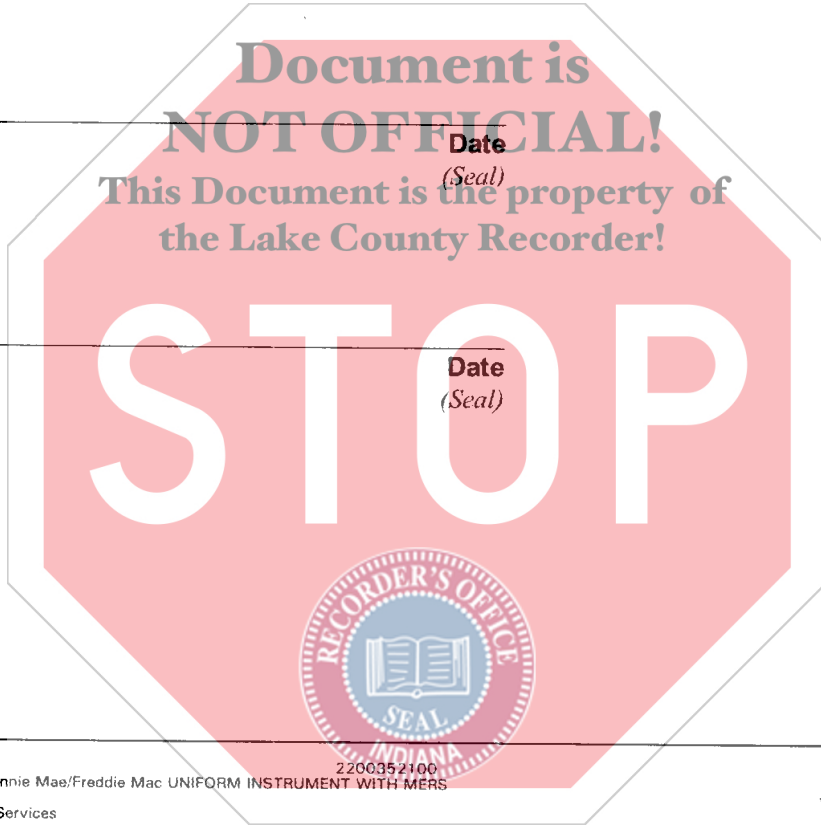 Document is
NOT OFFICIAL!
Date
(Seal)
This Document is the property of
the Lake County Recorder!
STOP
Date
(Seal)
RECORDER'S OFFICE
SEAL
INDIANA
2200352100
nnie Mae/Freddie Mac UNIFORM INSTRUMENT WITH MERS
Services